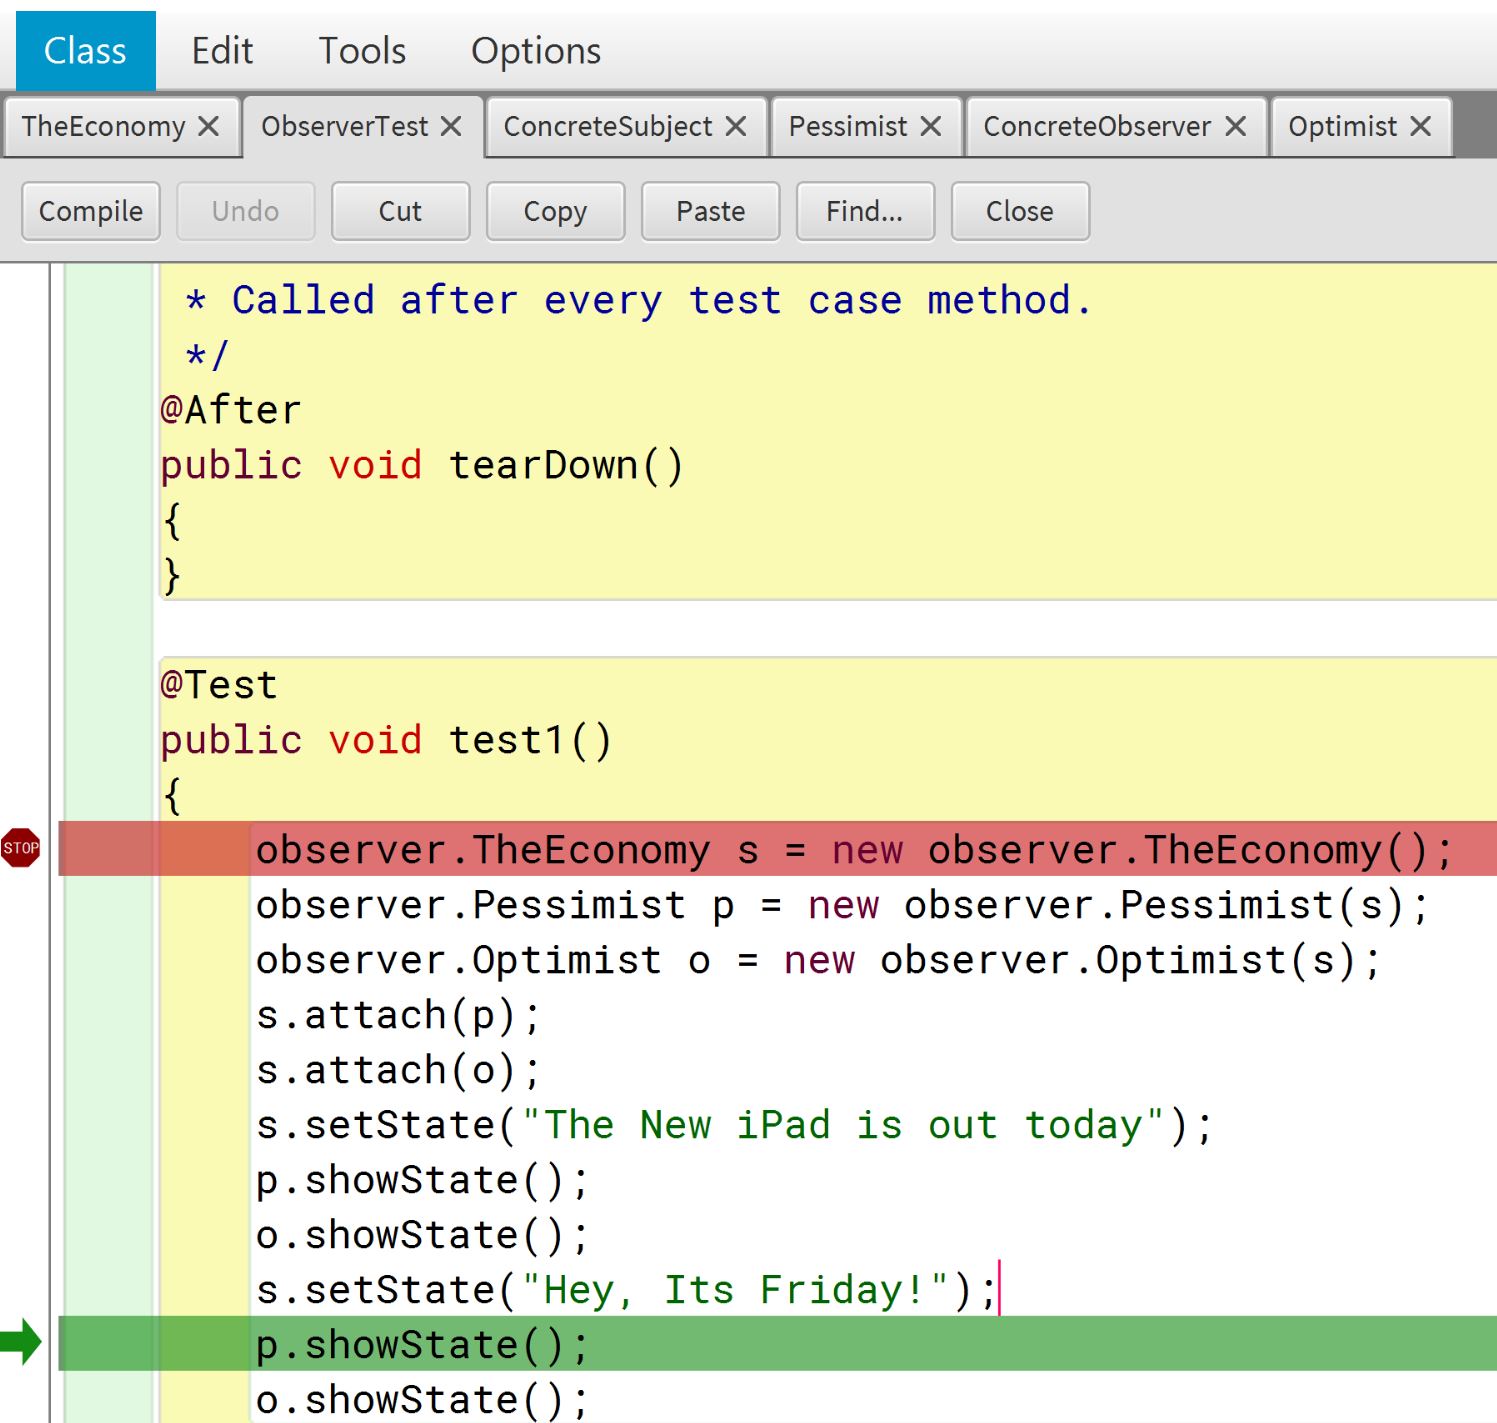 Class Edit Tools Options
TheEconomy ObserverTest ConcreteSubject Pessimist ConcreteObserver Optimist
Compile Undo Cut Copy Paste Find... Close
* Called after every test case method.
*/
@After
public void tearDown()
{
}
@Test
public void test1()
{
STOP observer.TheEconomy s = new observer.TheEconomy();
observer.Pessimist p = new observer.Pessimist(s);
observer.Optimist o = new observer.Optimist(s);
s.attach(p);
s.attach(o);
s.setState("The New iPad is out today");
p.showState();
o.showState();
s.setState("Hey, Its Friday!");
p.showState();
o.showState();